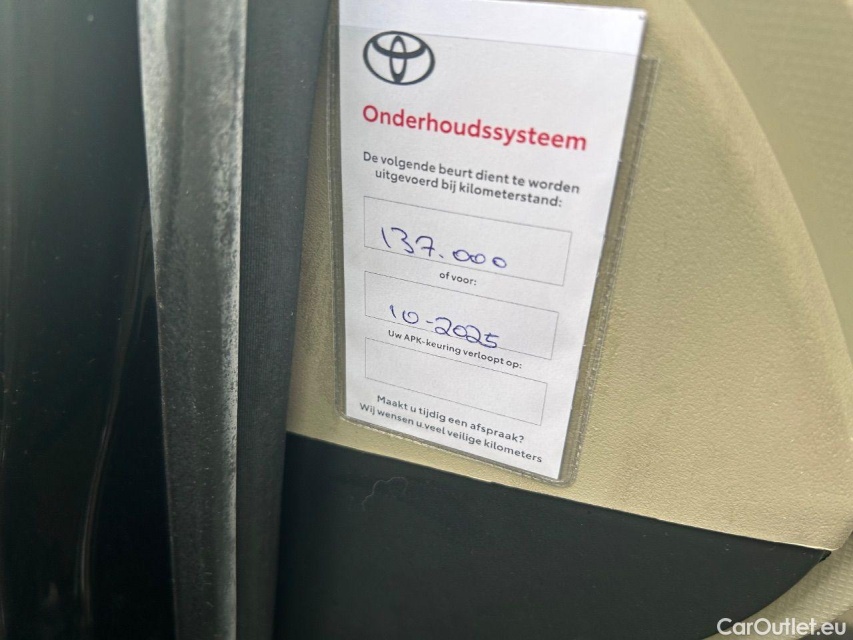 Onderhoudssysteem
De volgende beurt dient te worden
uitgevoerd bij kilometerstand:
137.000
of voor:
10-2025
Uw APK-keuring verloopt op:
Maakt u tijdig een afspraak?
Wij wensen u veel veilige kilometers
CarOutlet.eu